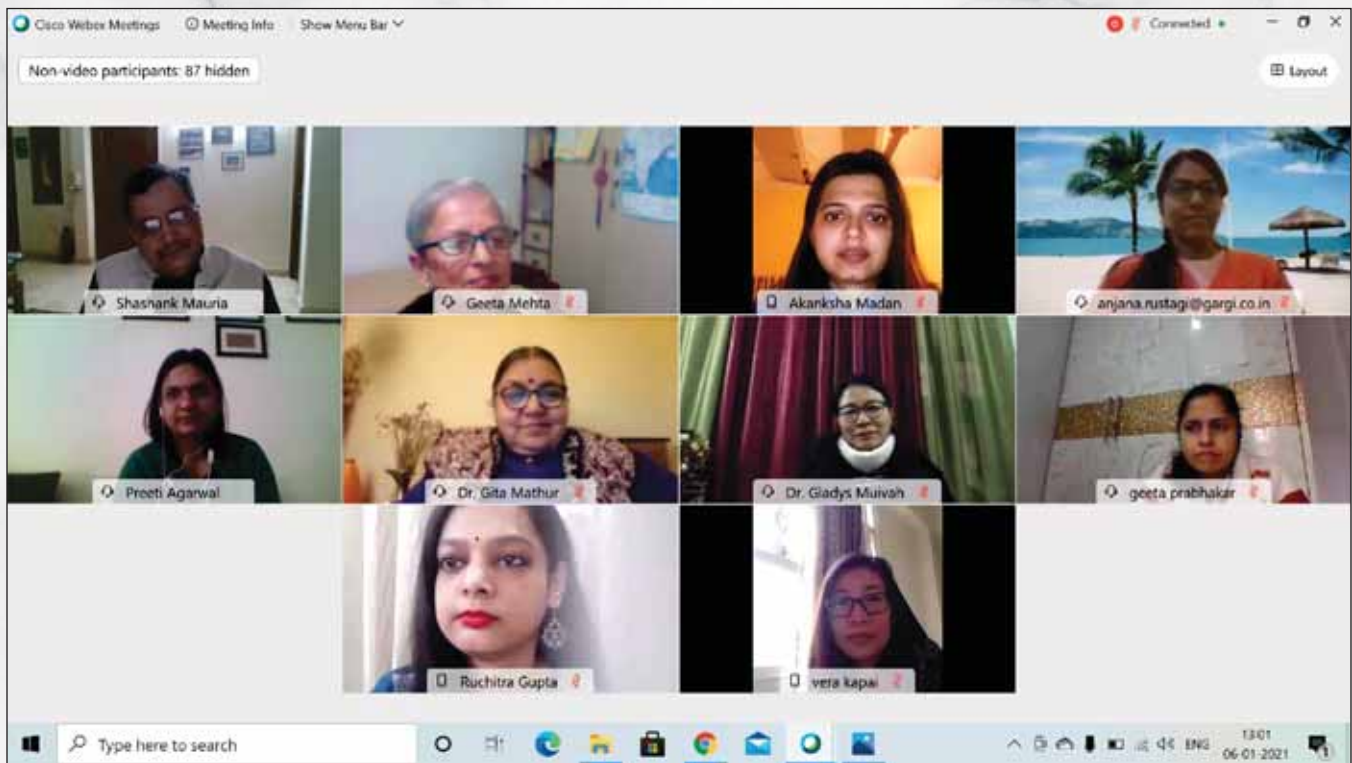 Cisco Webex Meetings Meeting Info Show Menu Bar
Connected
Non-video participants: 87 hidden
Layout
Shashank Mauria
Geeta Mehta
Akanksha Madan
anjana.rustagi@gargi.co.in
Preeti Agarwal
Dr. Gita Mathur
Dr. Gladys Muivah
geeta prabhakar
Ruchitra Gupta
vera kapai
Type here to search
ENG
13:01
06-01-2021
1